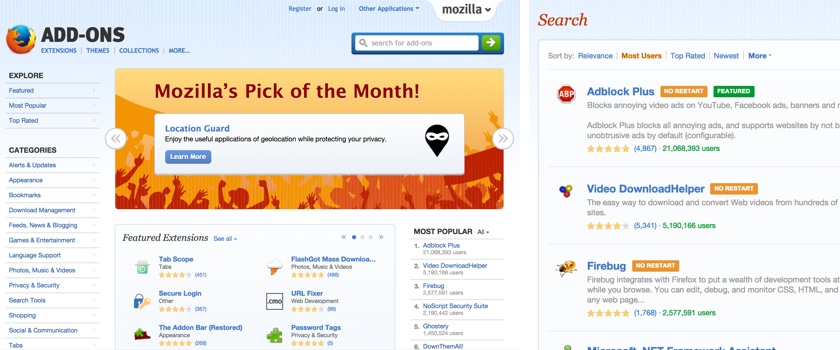 Register or Log in Other Applications
mozilla
ADD-ONS
EXTENSIONS | THEMES | COLLECTIONS | MORE...
search for add-ons
EXPLORE
Featured
Most Popular
Top Rated
CATEGORIES
Alerts & Updates
Appearance
Bookmarks
Download Management
Feeds, News & Blogging
Games & Entertainment
Language Support
Photos, Music & Videos
Privacy & Security
Search Tools
Shopping
Social & Communication
Tabs
Mozilla's Pick of the Month!
Location Guard
Enjoy the useful applications of geolocation while protecting your privacy.
Learn More
Featured Extensions See all »
Tab Scope
Tabs
(451)
FlashGot Mass Downloa...
Photos, Music & Videos
(486)
Secure Login
Other
(367)
.cmo
URL Fixer
Web Development
(99)
The Addon Bar (Restored)
Appearance
(268)
Password Tags
Privacy & Security
(5)
MOST POPULAR All »
1. Adblock Plus
21,068,393 users
2. Video DownloadHelper
5,190,166 users
3. Firebug
2,577,591 users
4. NoScript Security Suite
2,190,442 users
5. Ghostery
1,450,524 users
6. DownThemAll!
Search
Sort by: Relevance | Most Users | Top Rated | Newest | More
ABP
Adblock Plus NO RESTART FEATURED
Blocks annoying video ads on YouTube, Facebook ads, banners and
Adblock Plus blocks all annoying ads, and supports websites by not
unobtrusive ads by default (configurable).
(4,867) · 21,068,393 users
Video DownloadHelper NO RESTART
The easy way to download and convert Web videos from hundreds of
sites.
(5,341) · 5,190,166 users
Firebug NO RESTART
Firebug integrates with Firefox to put a wealth of development tools at
while you browse. You can edit, debug, and monitor CSS, HTML, and
any web page...
(1,768) · 2,577,591 users
Microsoft .NET Framework Assistant